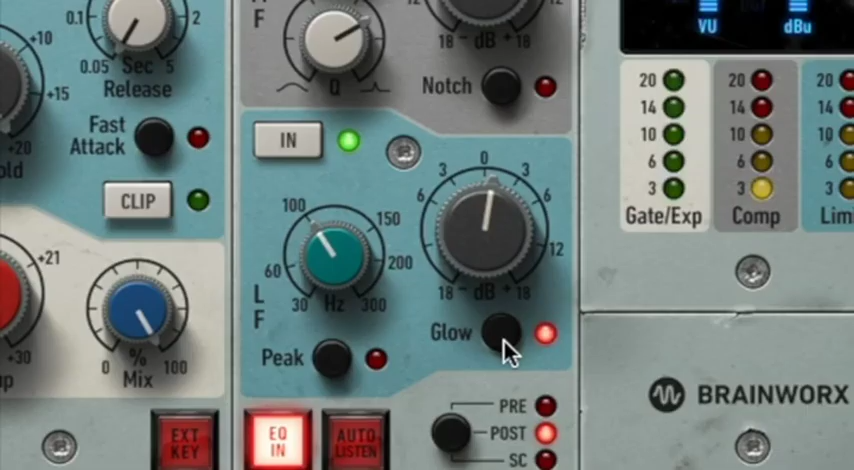 0.1
2
0.05 Sec 5
Release
+10
+15
+20
Fast
Attack
CLIP
+21
+30
0 % 100
Mix
EXT
KEY
F
Q
12
12
18 - dB + 18
Notch
IN
100
150
60
200
30 Hz 300
L
F
Peak
0
3
3
6
6
12
18 - dB + 18
Glow
EQ
IN
AUTO
LISTEN
PRE
POST
SC
VU
dBu
20
14
10
6
3
Gate/Exp
20
14
10
6
3
Comp
20
14
10
6
3
BRAINWORX